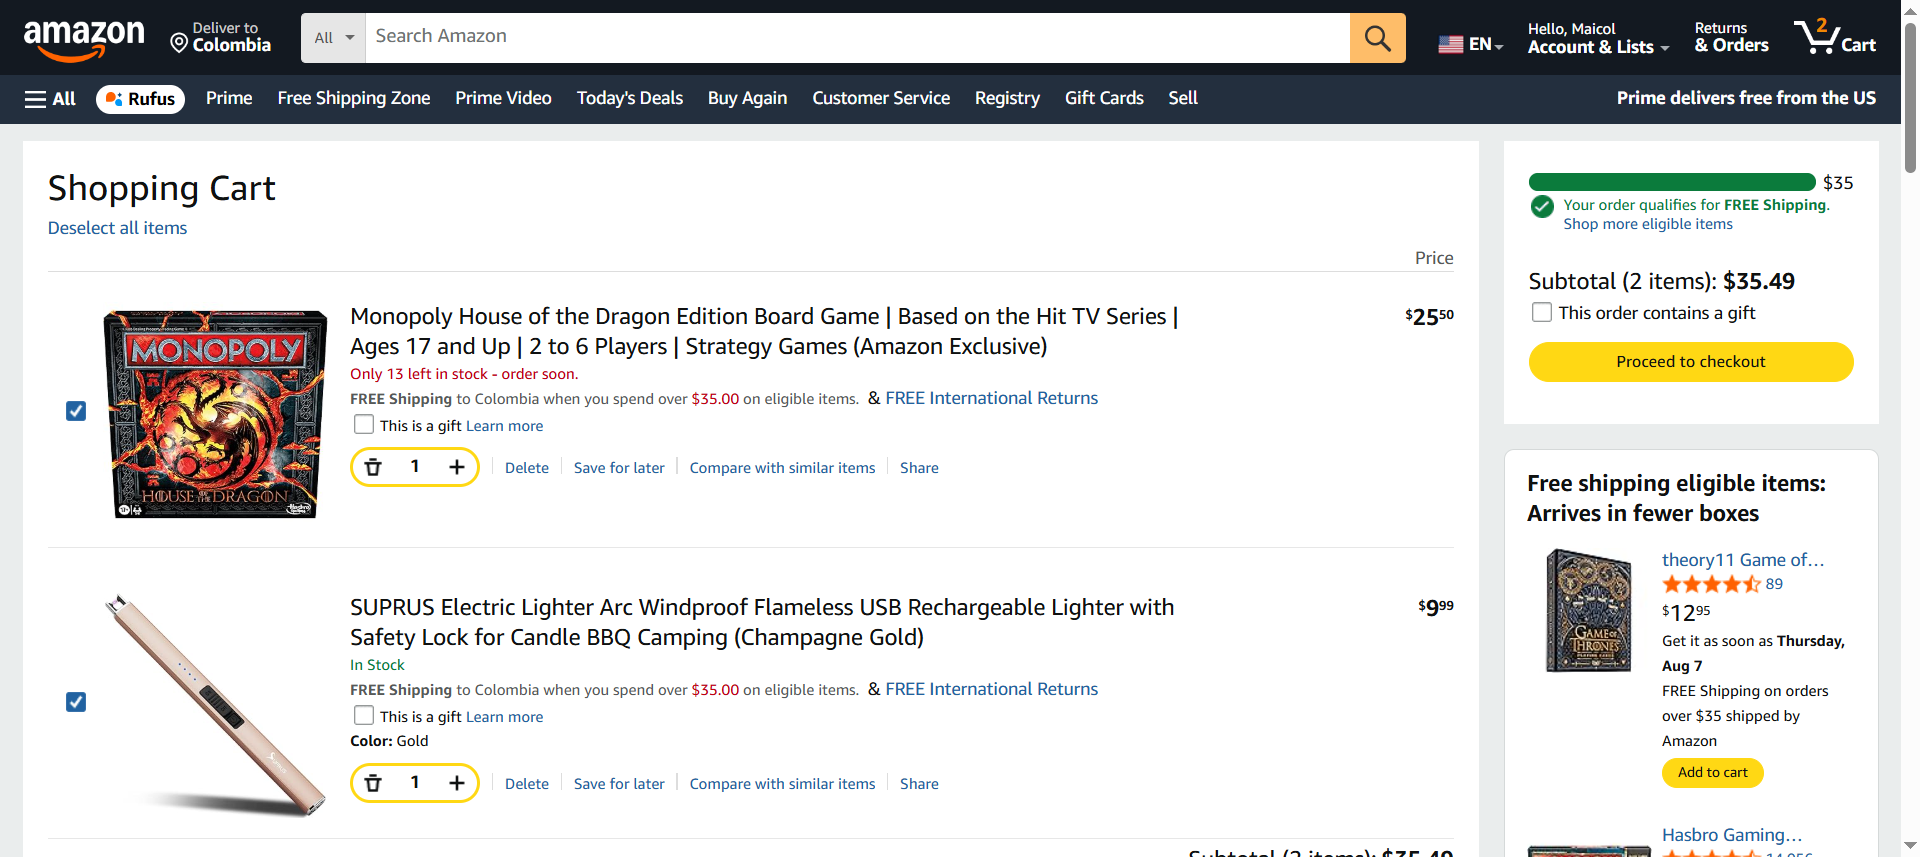 amazon
Deliver to
Colombia
All
Search Amazon
EN
Hello, Maicol
Account & Lists
Returns
& Orders
2
Cart
All
Rufus
Prime
Free Shipping Zone
Prime Video
Today's Deals
Buy Again
Customer Service
Registry
Gift Cards
Sell
Prime delivers free from the US
Shopping Cart
Deselect all items
Price
MONOPOLY
HOUSE OF THE DRAGON
Monopoly House of the Dragon Edition Board Game | Based on the Hit TV Series |
Ages 17 and Up | 2 to 6 Players | Strategy Games (Amazon Exclusive)
$25.50
Only 13 left in stock - order soon.
FREE Shipping to Colombia when you spend over $35.00 on eligible items. & FREE International Returns
This is a gift Learn more
1
Delete
Save for later
Compare with similar items
Share
SUPRUS Electric Lighter Arc Windproof Flameless USB Rechargeable Lighter with
Safety Lock for Candle BBQ Camping (Champagne Gold)
$9.99
In Stock
FREE Shipping to Colombia when you spend over $35.00 on eligible items. & FREE International Returns
This is a gift Learn more
Color: Gold
1
Delete
Save for later
Compare with similar items
Share
Subtotal (2 items): $35.49
$35
Your order qualifies for FREE Shipping.
Shop more eligible items
Subtotal (2 items): $35.49
This order contains a gift
Proceed to checkout
Free shipping eligible items:
Arrives in fewer boxes
GAME OF
THRONES
PLAYING CARDS
theory11 Game of...
89
$12.95
Get it as soon as Thursday,
Aug 7
FREE Shipping on orders
over $35 shipped by
Amazon
Add to cart
Hasbro Gaming...